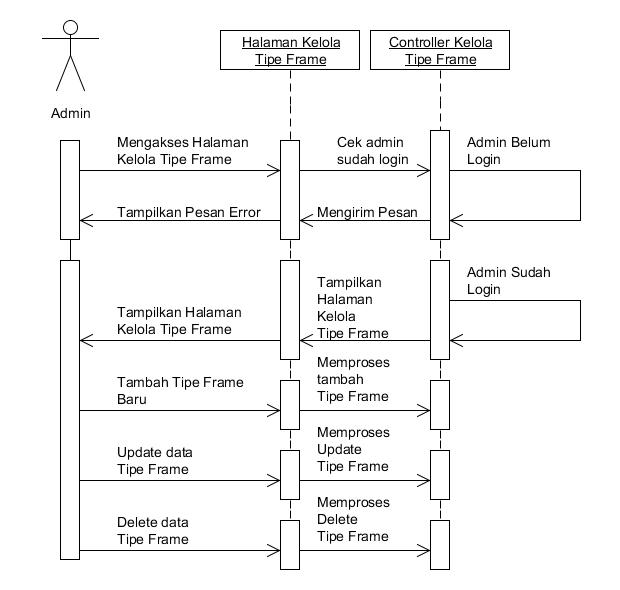 Halaman Kelola
Tipe Frame
Controller Kelola
Tipe Frame
Admin
Mengakses Halaman
Kelola Tipe Frame
Cek admin
sudah login
Admin Belum
Login
Tampilkan Pesan Error
Mengirim Pesan
Admin Sudah
Login
Tampilkan
Halaman
Kelola
Tipe Frame
Tampilkan Halaman
Kelola Tipe Frame
Tambah Tipe Frame
Baru
Memproses
tambah
Tipe Frame
Update data
Tipe Frame
Memproses
Update
Tipe Frame
Delete data
Tipe Frame
Memproses
Delete
Tipe Frame